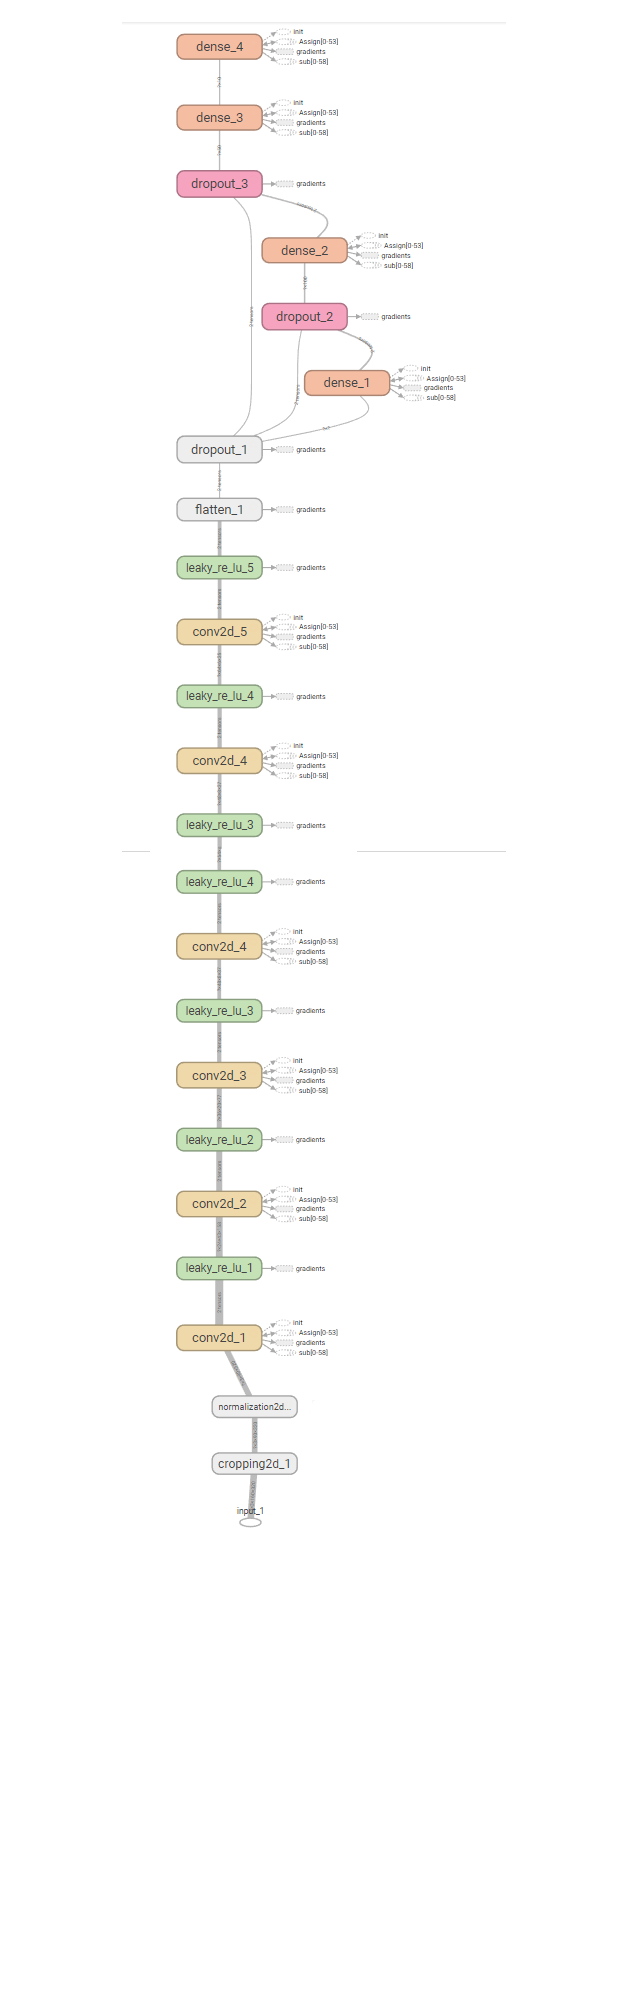 init
dense_4
Assign[0-53]
gradients
sub[0-58]
init
dense_3
Assign[0-53]
gradients
sub[0-58]
dropout_3
gradients
init
dense_2
Assign[0-53]
gradients
sub[0-58]
dropout_2
gradients
init
dense_1
Assign[0-53]
gradients
sub[0-58]
dropout_1
gradients
flatten_1
gradients
leaky_re_lu_5
gradients
init
conv2d_5
Assign[0-53]
gradients
sub[0-58]
leaky_re_lu_4
gradients
init
conv2d_4
Assign[0-53]
gradients
sub[0-58]
leaky_re_lu_3
gradients
leaky_re_lu_4
gradients
init
conv2d_4
Assign[0-53]
gradients
sub[0-58]
leaky_re_lu_3
gradients
init
conv2d_3
Assign[0-53]
gradients
sub[0-58]
leaky_re_lu_2
gradients
init
conv2d_2
Assign[0-53]
gradients
sub[0-58]
leaky_re_lu_1
gradients
init
conv2d_1
Assign[0-53]
gradients
sub[0-58]
normalization2d...
cropping2d_1
input_1